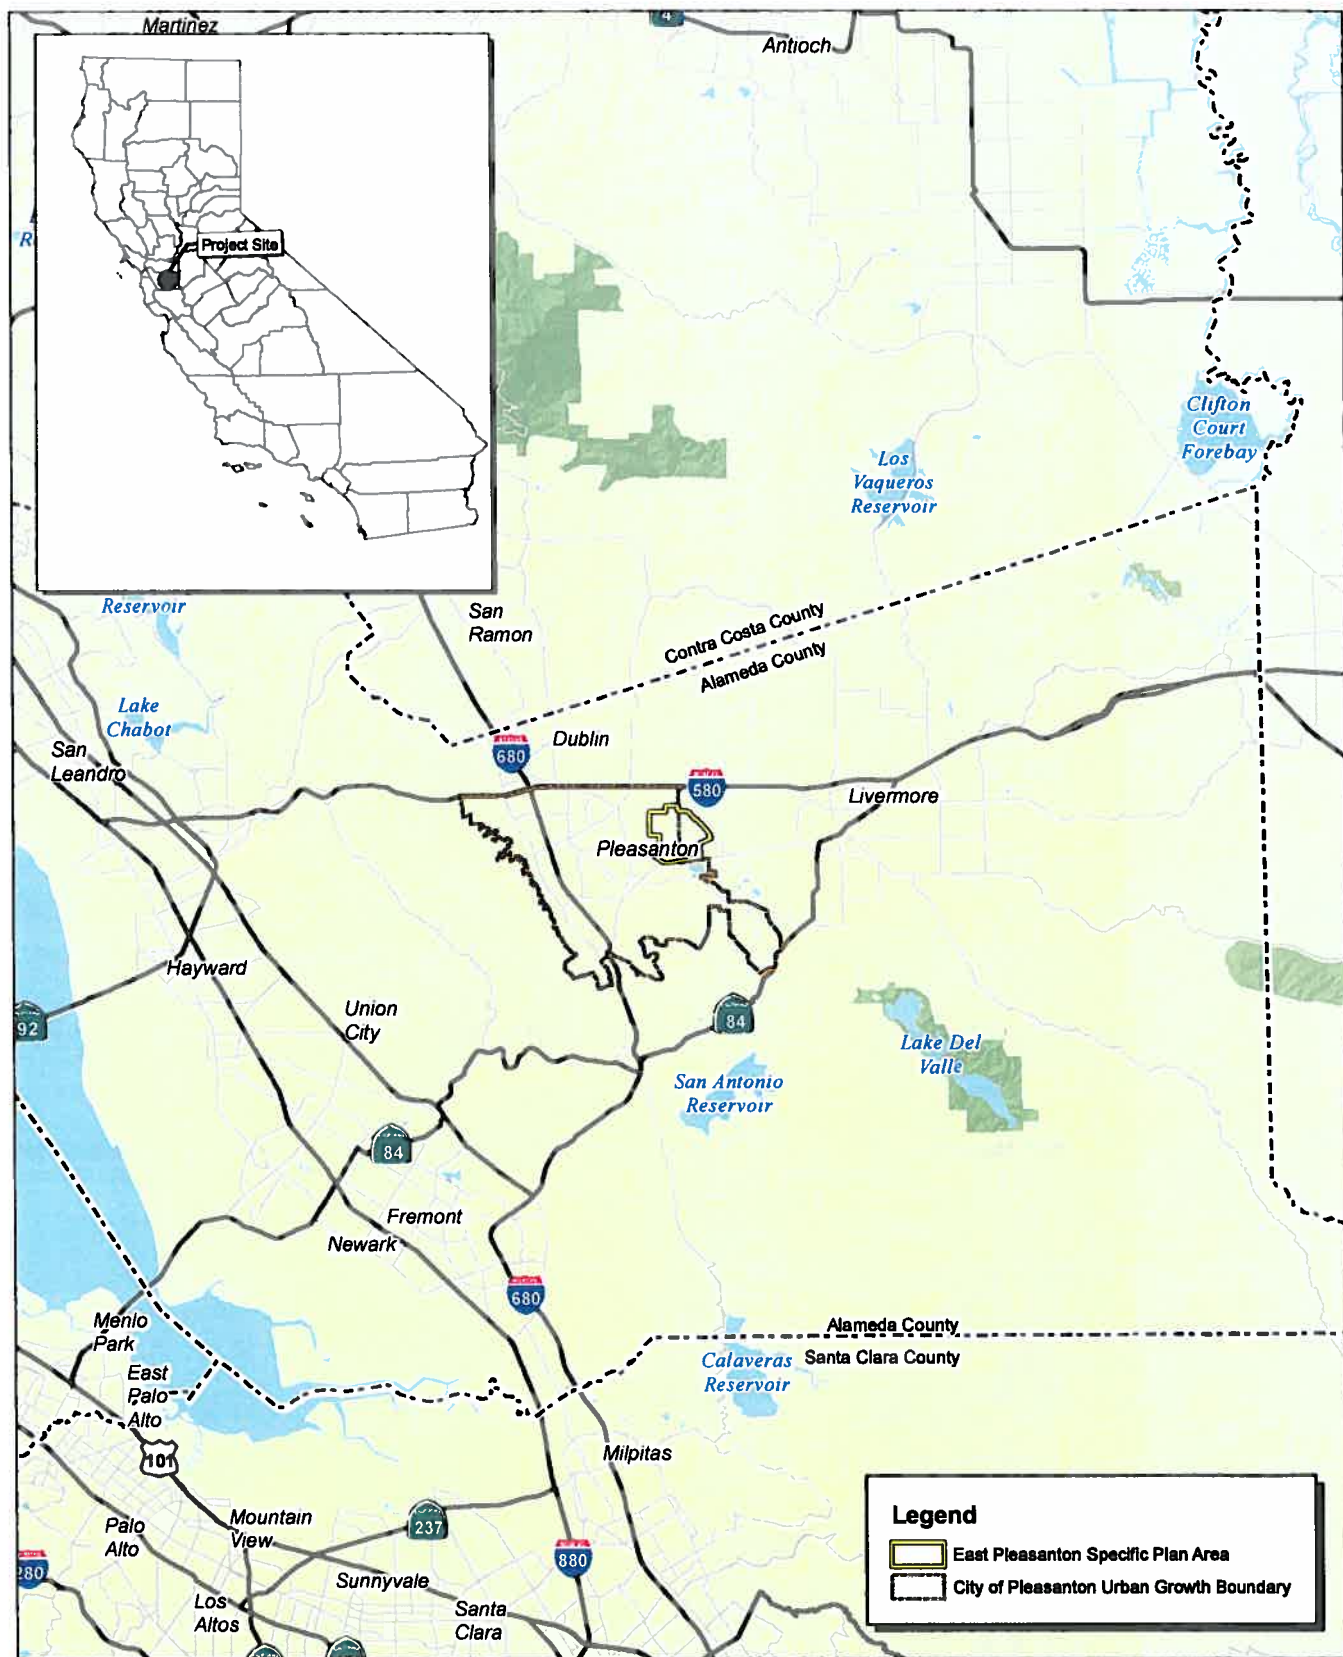 Martinez
4
Antioch
Project Site
Clifton
Court
Forebay
Los
Vaqueros
Reservoir
Reservoir
San
Ramon
Contra Costa County
Alameda County
Lake
Chabot
San
Leandro
680
Dublin
580
Livermore
Pleasanton
Hayward
92
Union
City
84
Lake Del
Valle
San Antonio
Reservoir
84
Fremont
Newark
680
Menlo
Park
Alameda County
Santa Clara County
Calaveras
Reservoir
East
Palo
Alto
101
Milpitas
Palo
Alto
Mountain
View
237
880
280
Sunnyvale
Los
Altos
Santa
Clara
Legend
East Pleasanton Specific Plan Area
City of Pleasanton Urban Growth Boundary